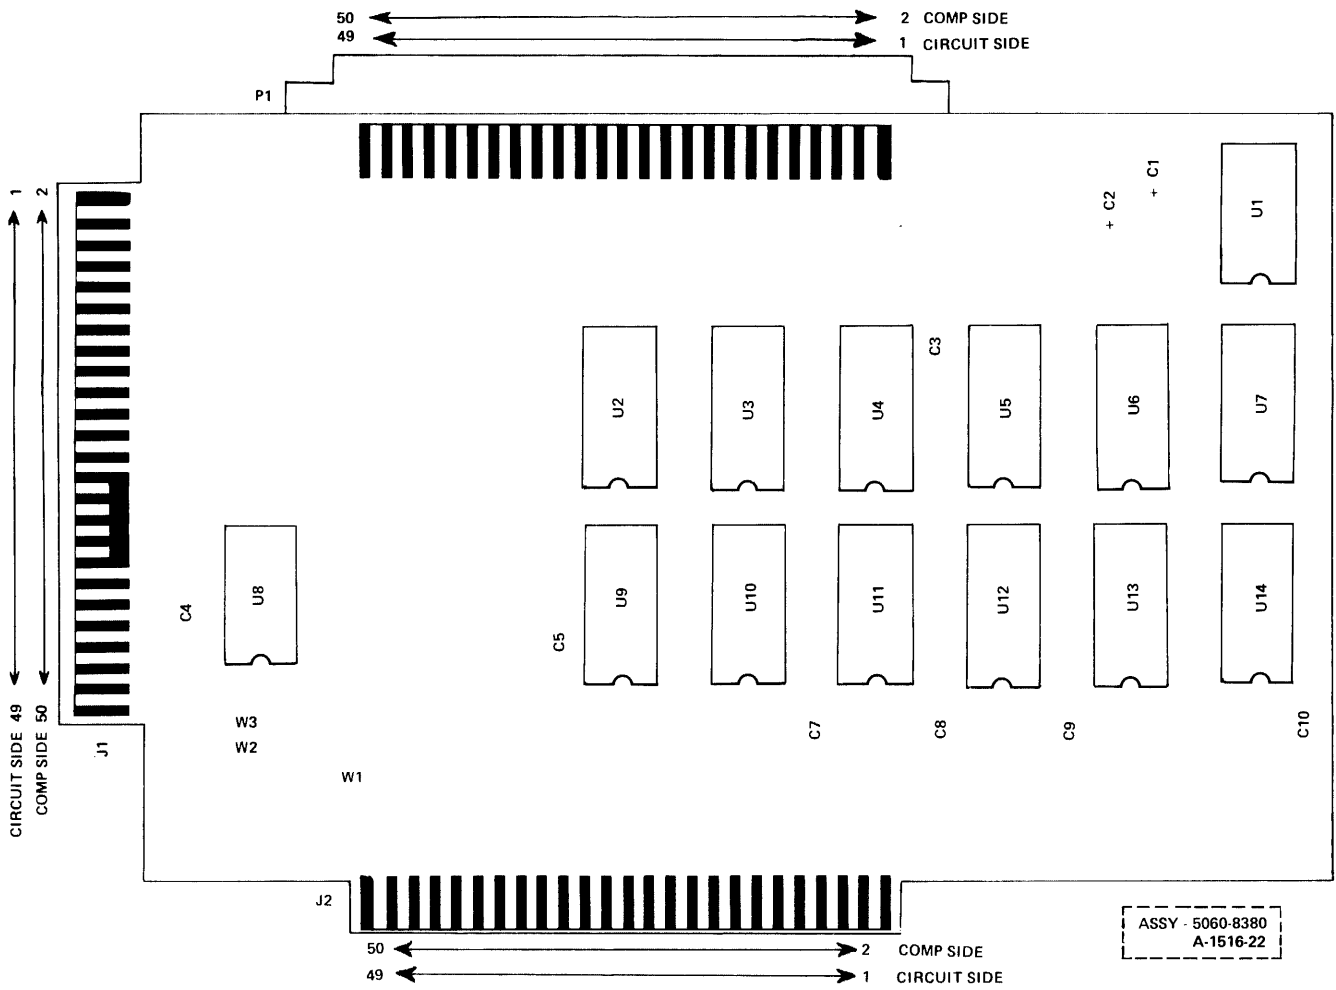 50 2 COMP SIDE
49 1 CIRCUIT SIDE
P1
1
2
C1
+
C2
+
U1
C3
U2
U3
U4
U5
U6
U7
C4
U8
C5
U9
U10
U11
U12
U13
U14
CIRCUIT SIDE 49
COMP SIDE 50
J1
W3
W2
W1
C7
C8
C9
C10
J2
50 2 COMP SIDE
49 1 CIRCUIT SIDE
ASSY - 5060-8380
A-1516-22